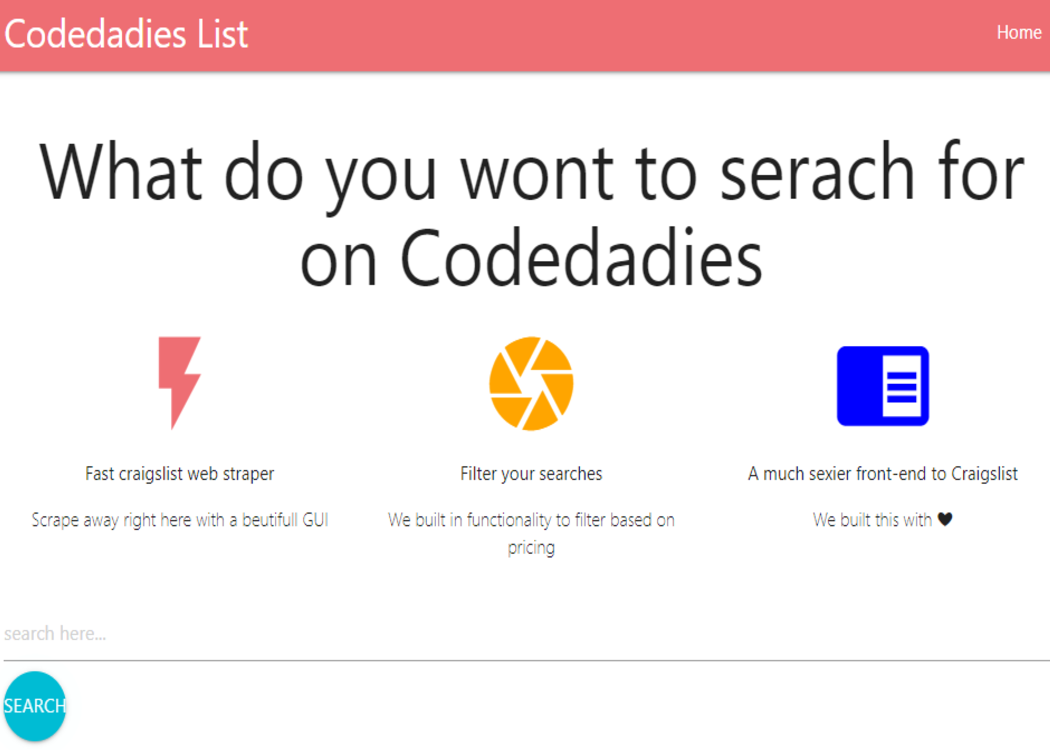 Codedadies List
Home
What do you wont to serach for
on Codedadies
Fast craigslist web straper
Scrape away right here with a beutifull GUI
Filter your searches
We built in functionality to filter based on
pricing
A much sexier front-end to Craigslist
We built this with ♥
search here...
SEARCH